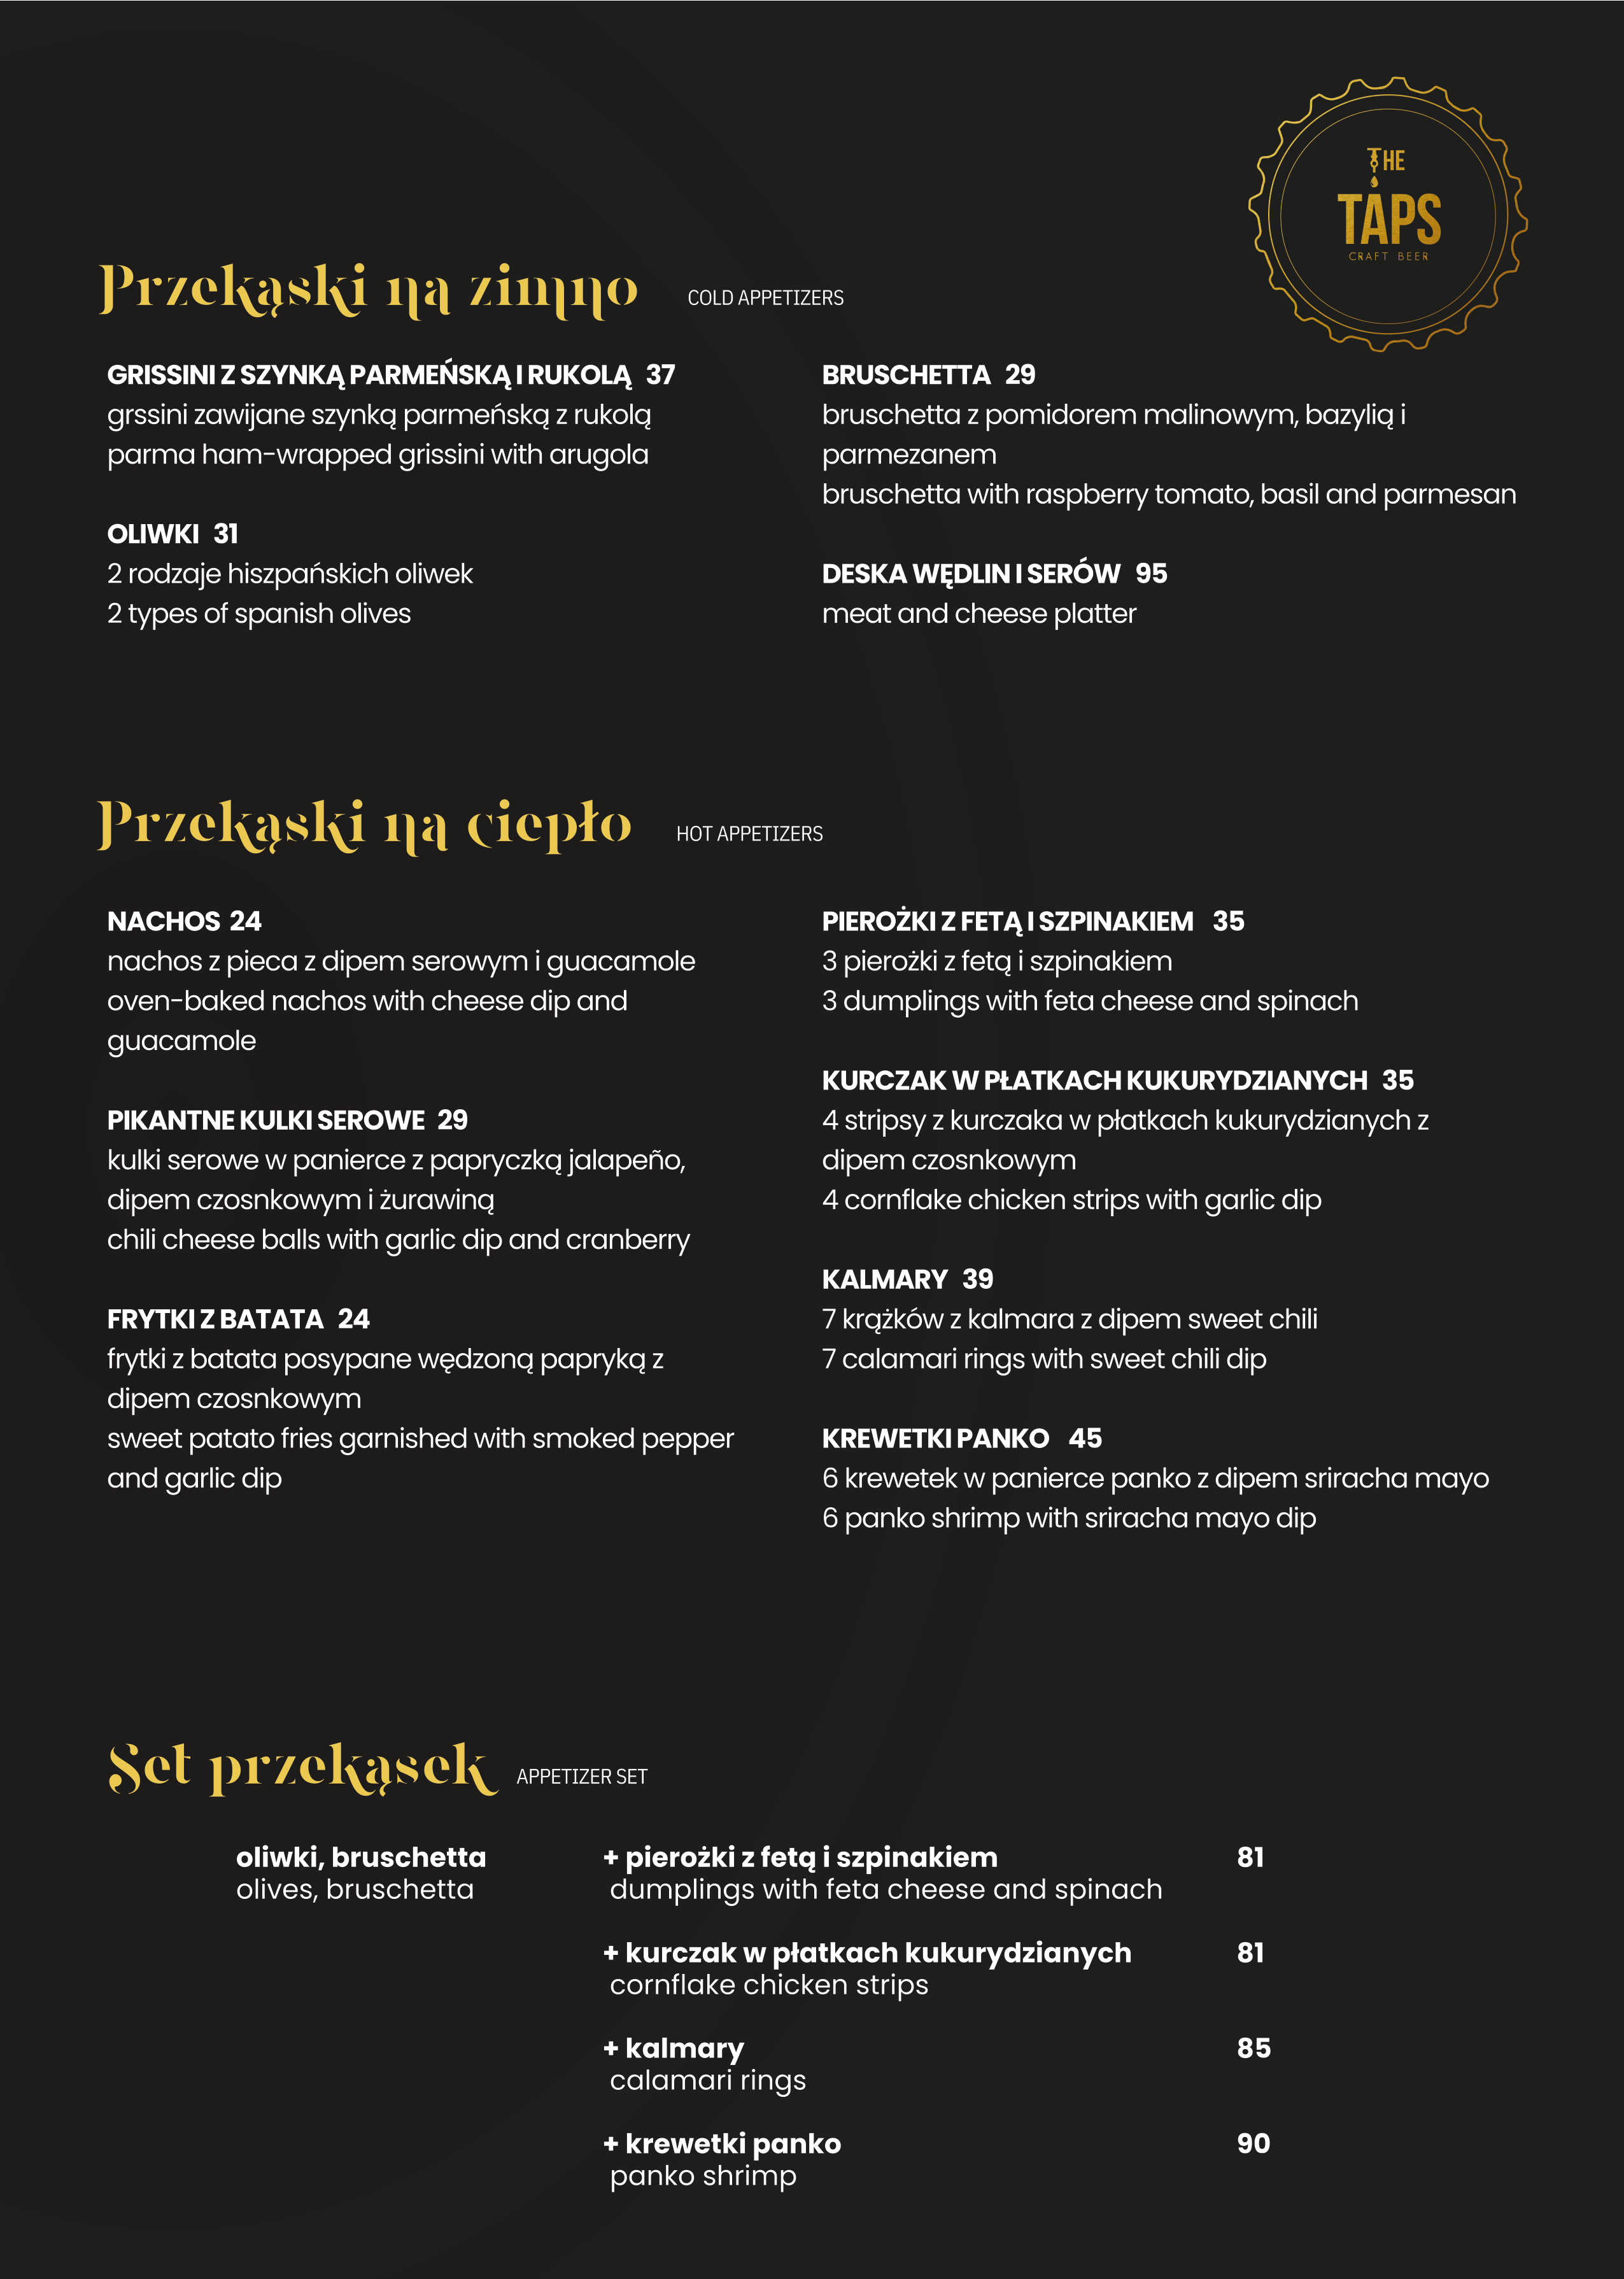 THE
TAPS
CRAFT BEER
Przekąski na zimno COLD APPETIZERS
GRISSINI Z SZYNKĄ PARMEŃSKĄ I RUKOLĄ 37
grssini zawijane szynką parmeńską z rukolą
parma ham-wrapped grissini with arugola
OLIWKI 31
2 rodzaje hiszpańskich oliwek
2 types of spanish olives
BRUSCHETTA 29
bruschetta z pomidorem malinowym, bazylią i
parmezanem
bruschetta with raspberry tomato, basil and parmesan
DESKA WĘDLIN I SERÓW 95
meat and cheese platter
Przekąski na ciepło HOT APPETIZERS
NACHOS 24
nachos z pieca z dipem serowym i guacamole
oven-baked nachos with cheese dip and
guacamole
PIKANTNE KULKI SEROWE 29
kulki serowe w panierce z papryczką jalapeño,
dipem czosnkowym i żurawiną
chili cheese balls with garlic dip and cranberry
FRYTKI Z BATATA 24
frytki z batata posypane wędzoną papryką z
dipem czosnkowym
sweet patato fries garnished with smoked pepper
and garlic dip
PIEROŻKI Z FETĄ I SZPINAKIEM 35
3 pierożki z fetą i szpinakiem
3 dumplings with feta cheese and spinach
KURCZAK W PŁATKACH KUKURYDZIANYCH 35
4 stripsy z kurczaka w płatkach kukurydzianych z
dipem czosnkowym
4 cornflake chicken strips with garlic dip
KALMARY 39
7 krążków z kalmara z dipem sweet chili
7 calamari rings with sweet chili dip
KREWETKI PANKO 45
6 krewetek w panierce panko z dipem sriracha mayo
6 panko shrimp with sriracha mayo dip
Set przekąsek APPETIZER SET
oliwki, bruschetta + pierożki z fetą i szpinakiem 81
olives, bruschetta dumplings with feta cheese and spinach
+ kurczak w płatkach kukurydzianych 81
cornflake chicken strips
+ kalmary 85
calamari rings
+ krewetki panko 90
panko shrimp